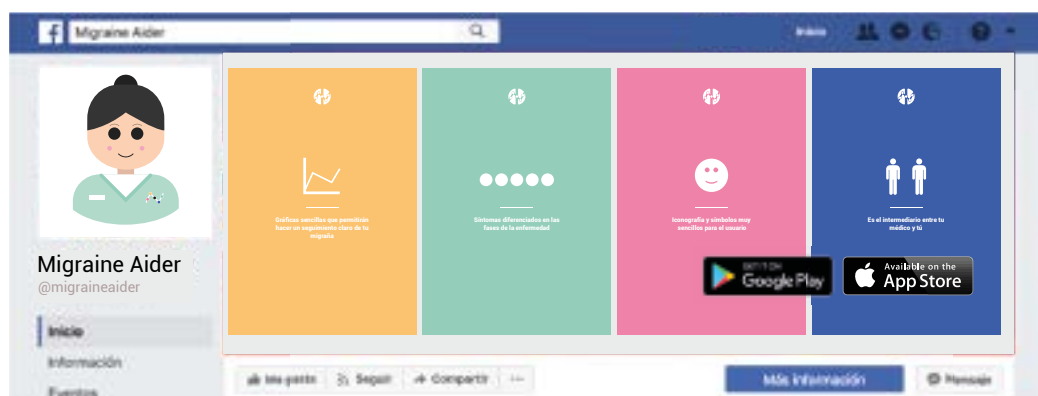 f Migraine Aider
Inicio
Gráficas sencillas que permitirán
hacer un seguimiento claro de tu
migraña
Síntomas diferenciados en las
fases de la enfermedad
Iconografía y símbolos muy
sencillos para el usuario
Es el intermediario entre tu
médico y tú
GET IT ON
Google Play
Available on the
App Store
Migraine Aider
@migraineaider
Inicio
Información
Eventos
Me gusta
Seguir
Compartir
Más información
Mensaje